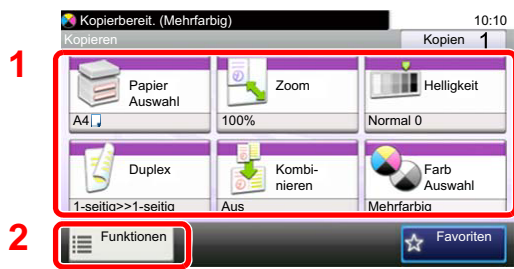 Kopierbereit. (Mehrfarbig)
10:10
Kopieren
Kopien 1
1
Papier
Auswahl
A4
Zoom
100%
Helligkeit
Normal 0
Duplex
1-seitig>>1-seitig
Kombi-
nieren
Aus
Farb
Auswahl
Mehrfarbig
2
Funktionen
Favoriten